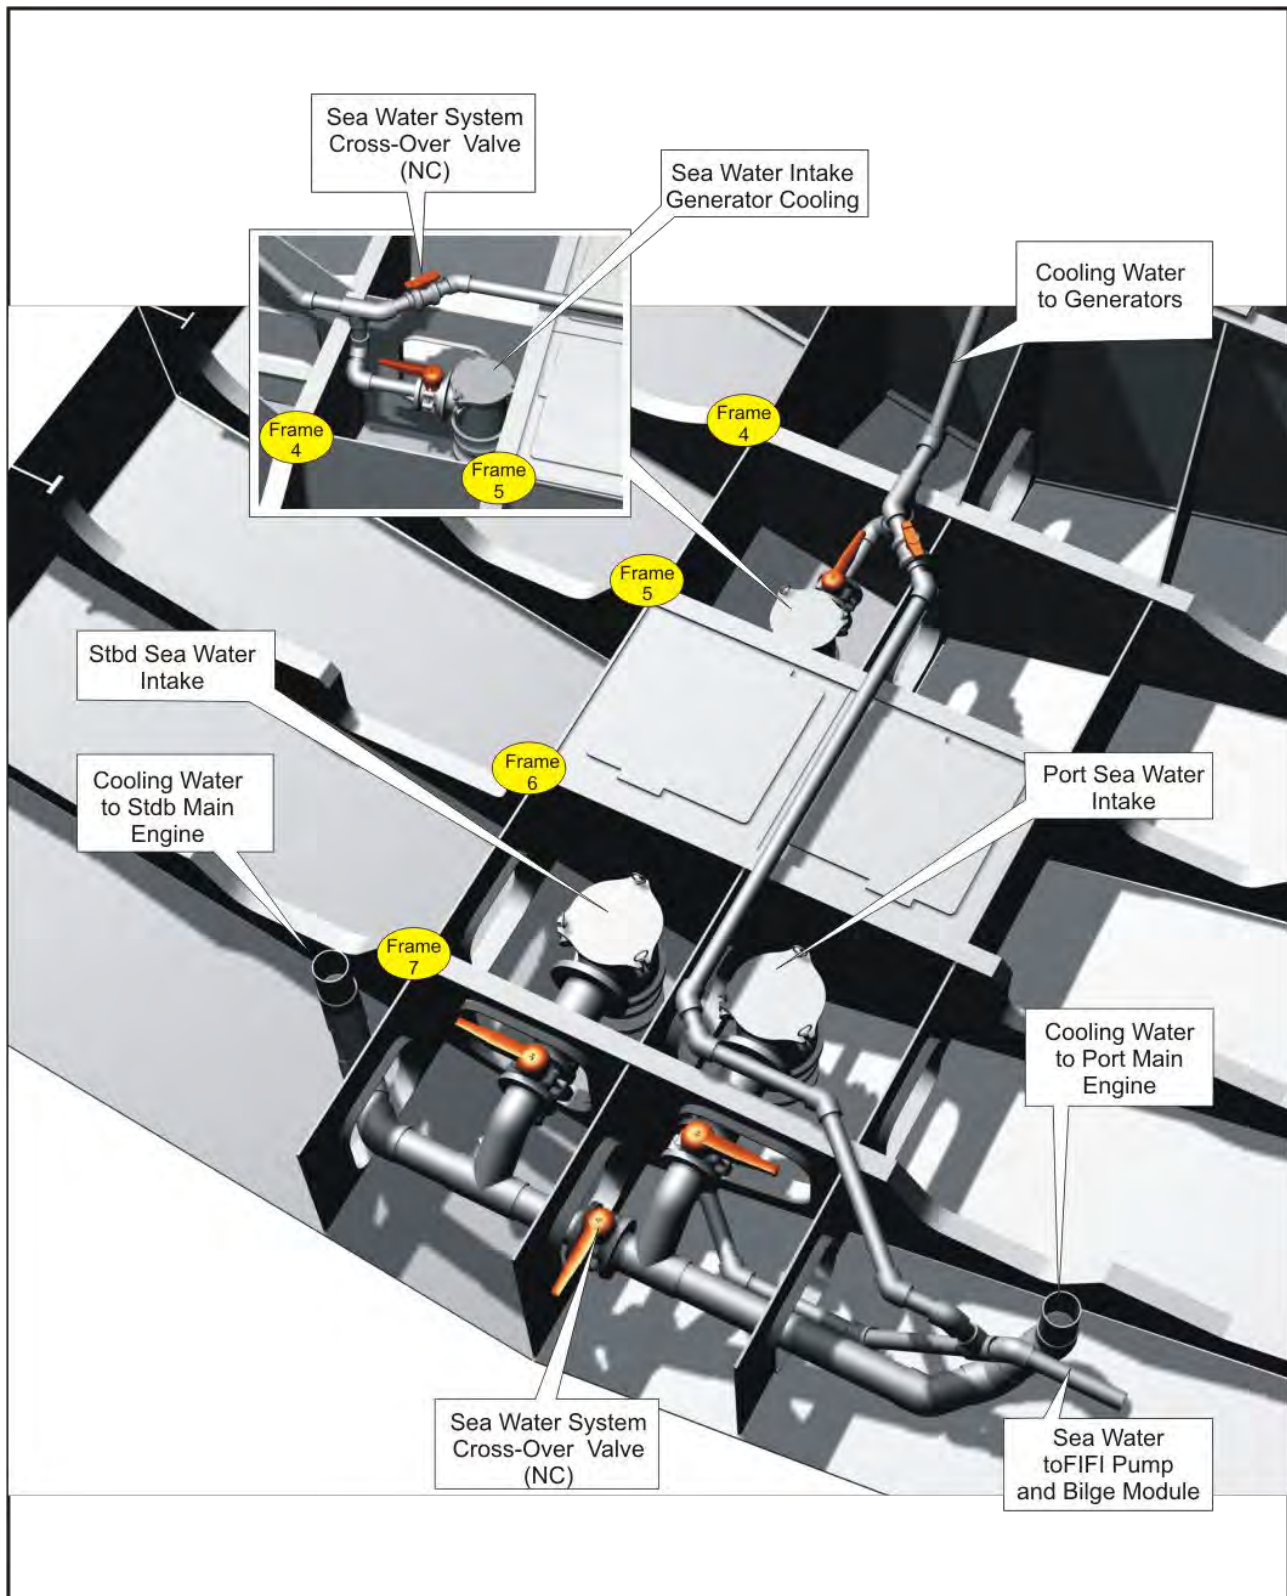 Sea Water System
Cross-Over Valve
(NC)
Sea Water Intake
Generator Cooling
Cooling Water
to Generators
Frame
4
Frame
5
Frame
4
Frame
5
Stbd Sea Water
Intake
Frame
6
Cooling Water
to Stdb Main
Engine
Port Sea Water
Intake
Frame
7
Cooling Water
to Port Main
Engine
Sea Water System
Cross-Over Valve
(NC)
Sea Water
toFIFI Pump
and Bilge Module